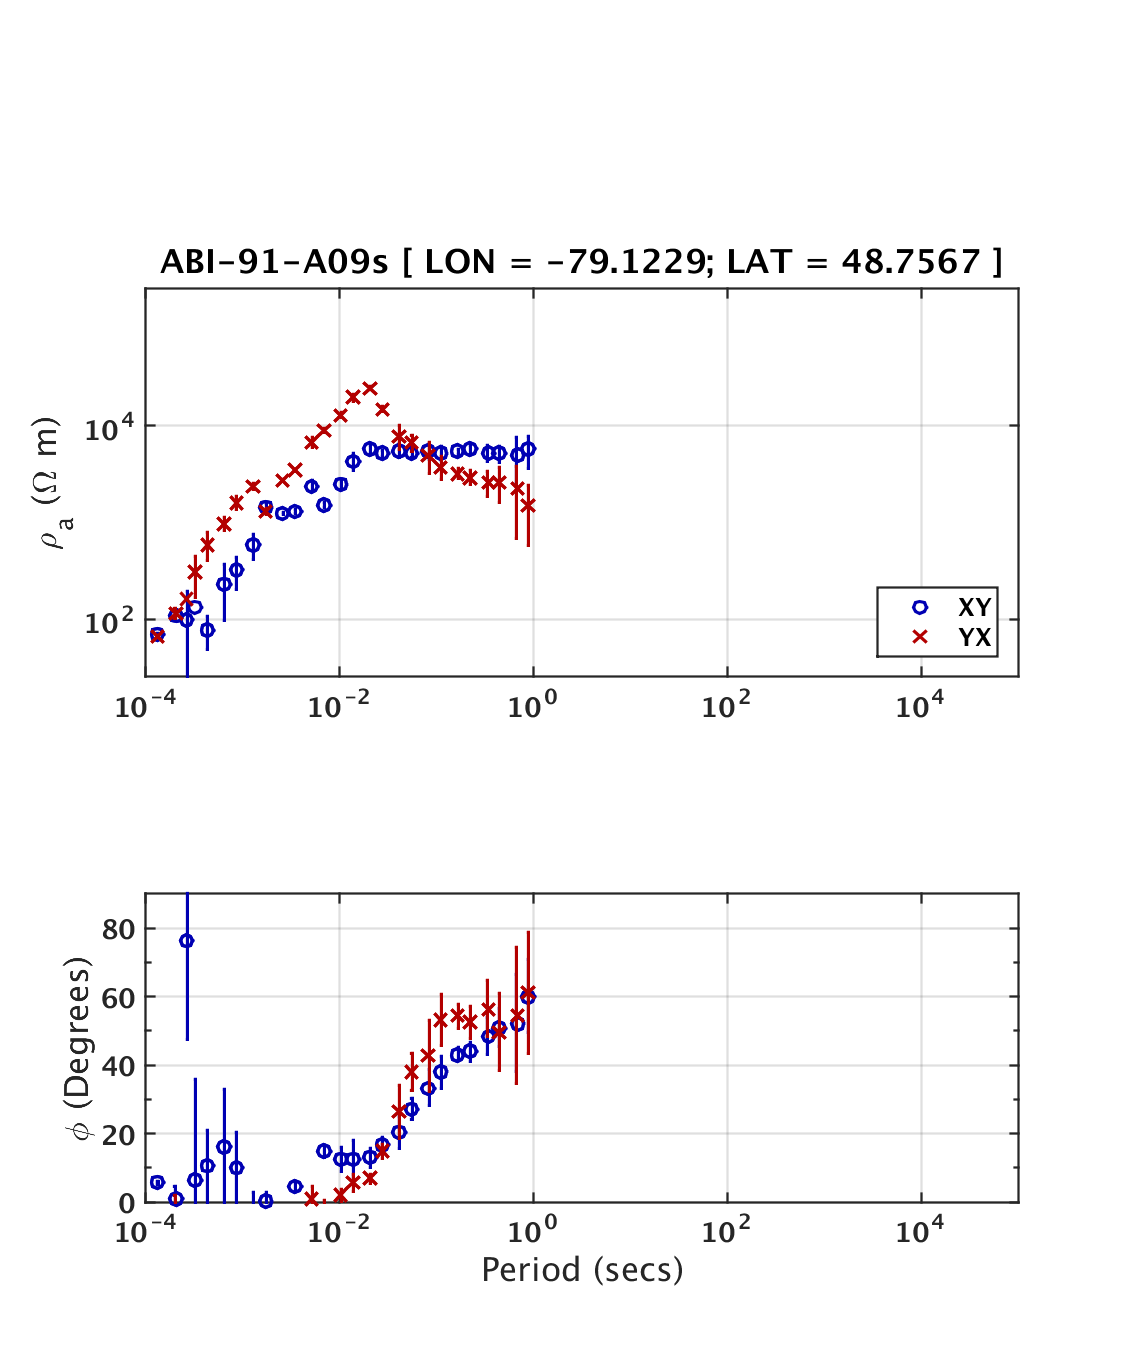 ABI-91-A09s [ LON = -79.1229; LAT = 48.7567 ]
ρa (Ω m)
10^4
10^2
XY
YX
10^-4 10^-2 10^0 10^2 10^4
ϕ (Degrees)
80
60
40
20
0
10^-4 10^-2 10^0 10^2 10^4
Period (secs)